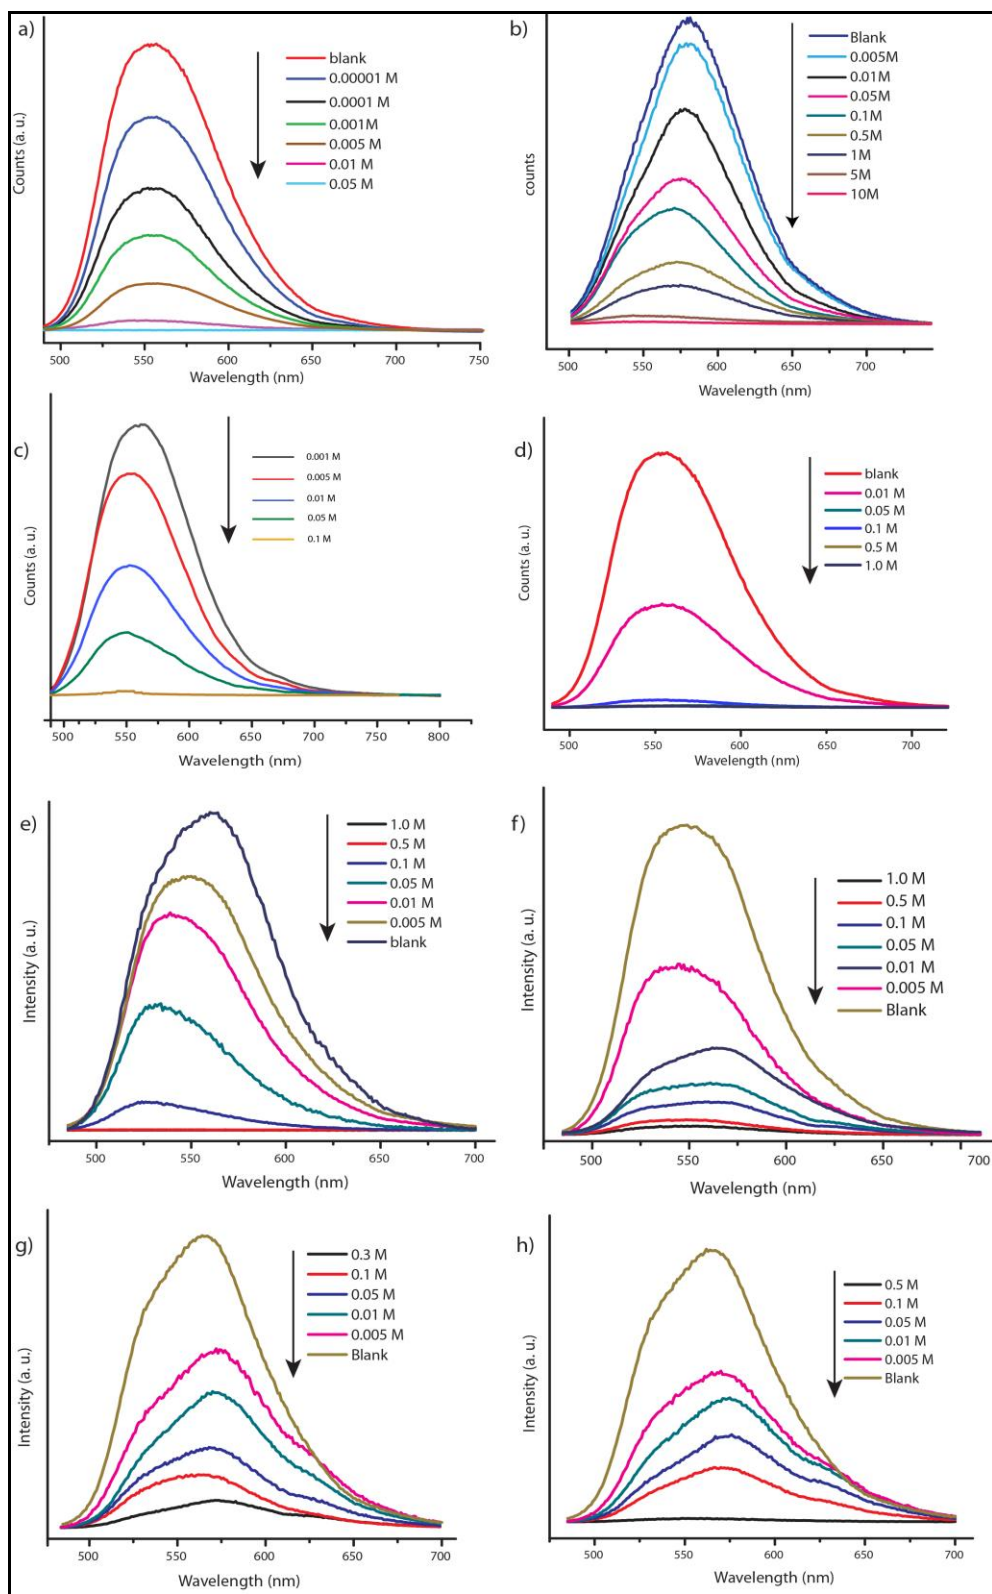 a)
blank
0.00001 M
0.0001 M
0.001M
0.005 M
0.01 M
0.05 M
Counts (a. u.)
500 550 600 650 700 750
Wavelength (nm)
b)
Blank
0.005M
0.01M
0.05M
0.1M
0.5M
1M
5M
10M
counts
500 550 600 650 700
Wavelength (nm)
c)
0.001 M
0.005 M
0.01 M
0.05 M
0.1 M
Counts (a. u.)
500 550 600 650 700 750 800
Wavelength (nm)
d)
blank
0.01 M
0.05 M
0.1 M
0.5 M
1.0 M
Counts (a. u.)
500 550 600 650 700
Wavelength (nm)
e)
1.0 M
0.5 M
0.1 M
0.05 M
0.01 M
0.005 M
blank
Intensity (a. u.)
500 550 600 650 700
Wavelength (nm)
f)
1.0 M
0.5 M
0.1 M
0.05 M
0.01 M
0.005 M
Blank
Intensity (a. u.)
500 550 600 650 700
Wavelength (nm)
g)
0.3 M
0.1 M
0.05 M
0.01 M
0.005 M
Blank
Intensity (a. u.)
500 550 600 650 700
Wavelength (nm)
h)
0.5 M
0.1 M
0.05 M
0.01 M
0.005 M
Blank
Intensity (a. u.)
500 550 600 650 700
Wavelength (nm)